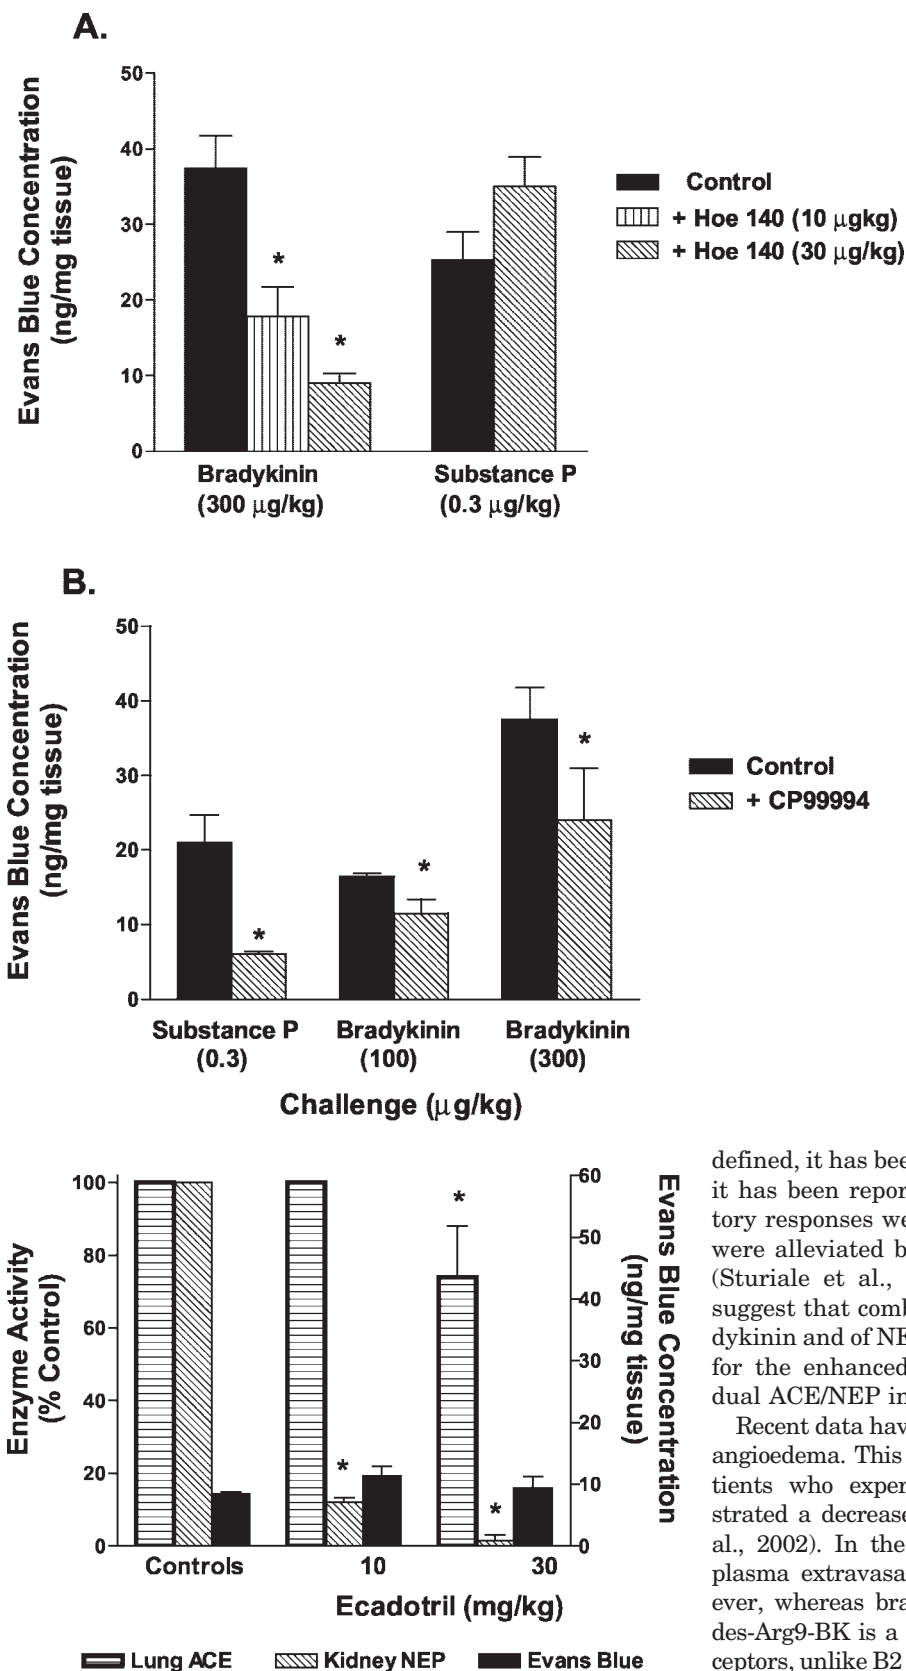 A.
Evans Blue Concentration
(ng/mg tissue)
50
40
30
20
10
0
*
*
Bradykinin
(300 μg/kg)
Substance P
(0.3 μg/kg)
Control
+ Hoe 140 (10 μgkg)
+ Hoe 140 (30 μg/kg)
B.
Evans Blue Concentration
(ng/mg tissue)
50
40
30
20
10
0
*
*
*
Substance P
(0.3)
Bradykinin
(100)
Bradykinin
(300)
Challenge (μg/kg)
Control
+ CP99994
Enzyme Activity
(% Control)
100
80
60
40
20
0
*
*
*
60
50
40
30
20
10
0
Evans Blue Concentration
(ng/mg tissue)
Controls
10
30
Ecadotril (mg/kg)
Lung ACE
Kidney NEP
Evans Blue
defined, it has bee
it has been repor
tory responses we
were alleviated b
(Sturiale et al.,
suggest that comb
dykinin and of NE
for the enhanced
dual ACE/NEP in
Recent data hav
angioedema. This
tients who exper
strated a decrease
al., 2002). In the
plasma extravasa
ever, whereas bra
des-Arg9-BK is a
ceptors, unlike B2